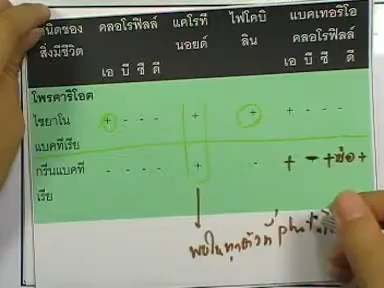 ชนิดของ คลอโรฟิลล์ แคโรที ไฟโคบิ แบคเทอริโอ
สิ่งมีชีวิต นอยด์ ลิน คลอโรฟิลล์
เอ บี ซี ดี เอ บี ซี ดี
โพรคาริโอต
ไซยาโน + - - - + + + - - -
แบคทีเรีย
กรีนแบคที - - - - + - + - + หรือ +
เรีย
พบในทุกตัวที่